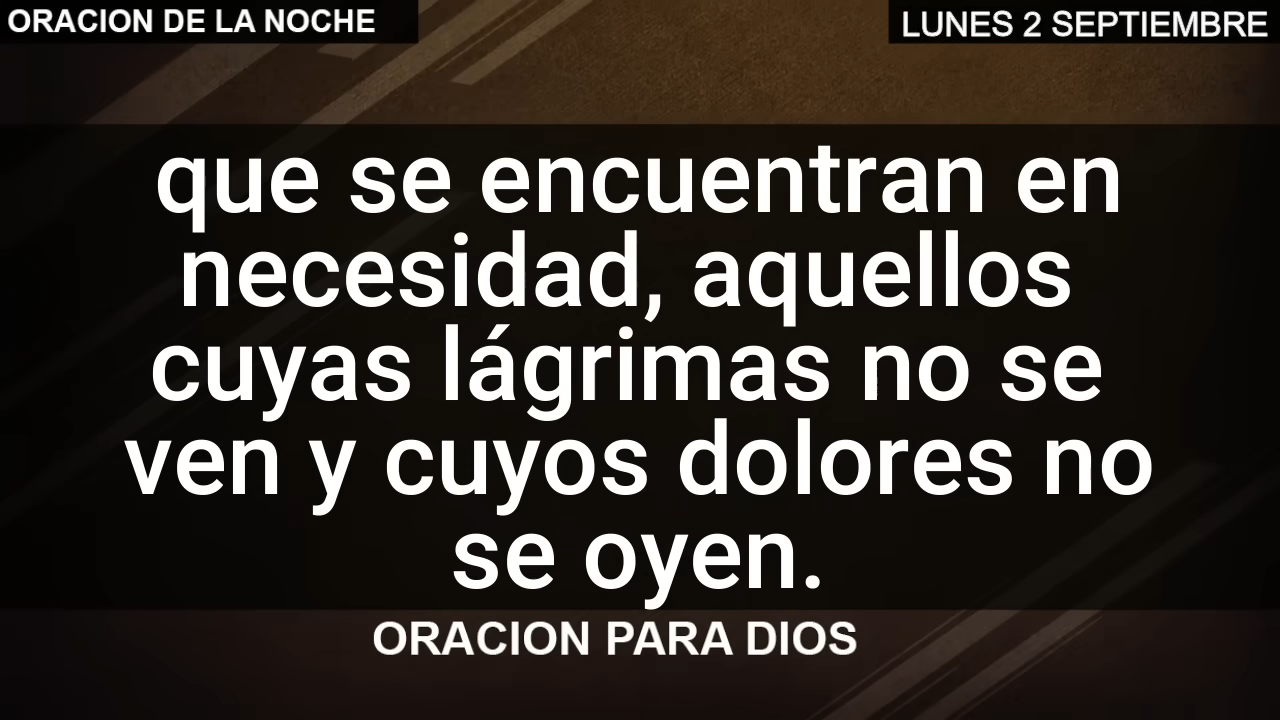 ORACION DE LA NOCHE
LUNES 2 SEPTIEMBRE
que se encuentran en
necesidad, aquellos
cuyas lágrimas no se
ven y cuyos dolores no
se oyen.
ORACION PARA DIOS